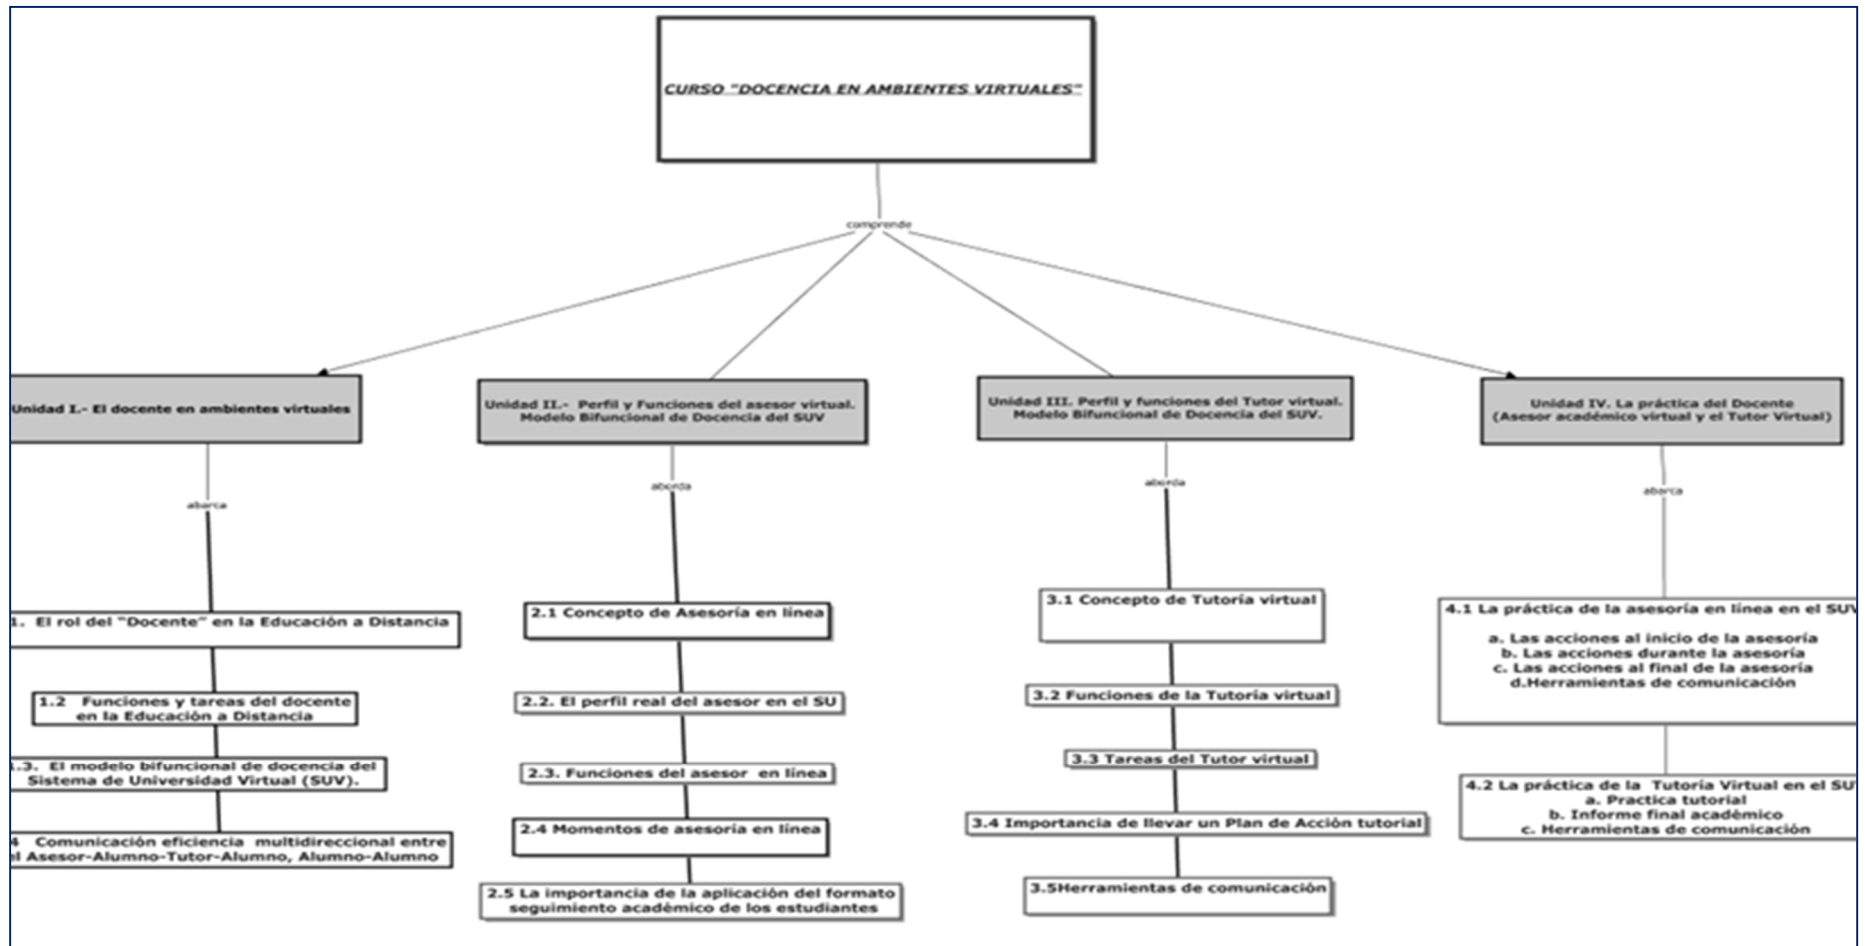 CURSO "DOCENCIA EN AMBIENTES VIRTUALES"
comprende
Unidad I.- El docente en ambientes virtuales
Unidad II.- Perfil y Funciones del asesor virtual.
Modelo Bifuncional de Docencia del SUV
Unidad III. Perfil y funciones del Tutor virtual.
Modelo Bifuncional de Docencia del SUV.
Unidad IV. La práctica del Docente
(Asesor académico virtual y el Tutor Virtual)
abarca
aborda
aborda
abarca
1. El rol del "Docente" en la Educación a Distancia
1.2 Funciones y tareas del docente
en la Educación a Distancia
1.3. El modelo bifuncional de docencia del
Sistema de Universidad Virtual (SUV).
4 Comunicación eficiencia multidireccional entre
el Asesor-Alumno-Tutor-Alumno, Alumno-Alumno
2.1 Concepto de Asesoría en línea
2.2. El perfil real del asesor en el SU
2.3. Funciones del asesor en línea
2.4 Momentos de asesoría en línea
2.5 La importancia de la aplicación del formato
seguimiento académico de los estudiantes
3.1 Concepto de Tutoría virtual
3.2 Funciones de la Tutoría virtual
3.3 Tareas del Tutor virtual
3.4 Importancia de llevar un Plan de Acción tutorial
3.5Herramientas de comunicación
4.1 La práctica de la asesoría en línea en el SUV
a. Las acciones al inicio de la asesoría
b. Las acciones durante la asesoría
c. Las acciones al final de la asesoría
d.Herramientas de comunicación
4.2 La práctica de la Tutoría Virtual en el SUV
a. Practica tutorial
b. Informe final académico
c. Herramientas de comunicación